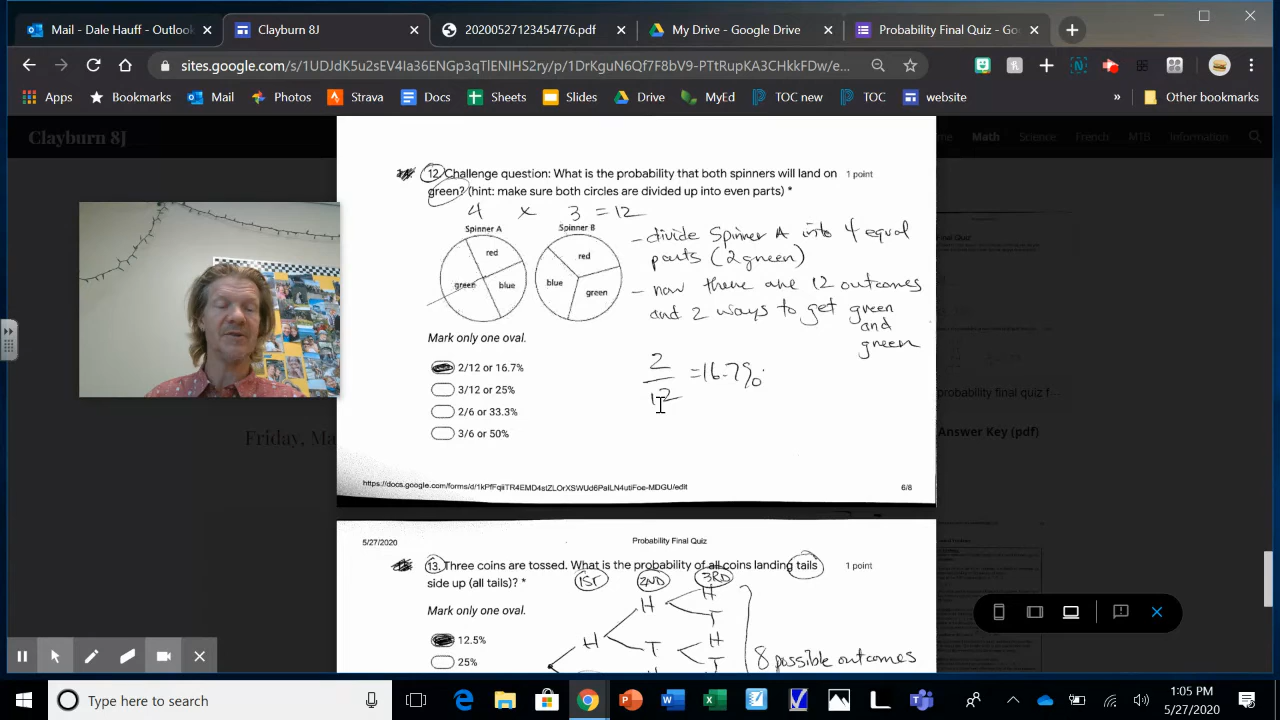 Mail - Dale Hauff - Outlook
Clayburn 8J
20200527123454776.pdf
My Drive - Google Drive
Probability Final Quiz - Go
sites.google.com/s/1UDJdK5u2sEV4Ia36ENGp3qTlENIHS2ry/p/1DrKguN6Qf7F8bV9-PTtRupKA3CHkkFDw/e...
Apps
Bookmarks
Mail
Photos
Strava
Docs
Sheets
Slides
Drive
MyEd
TOC new
TOC
website
»
Other bookmarks
Clayburn 8J
me Math Science French MTB Information
12. Challenge question: What is the probability that both spinners will land on 1 point
green? (hint: make sure both circles are divided up into even parts) *
4 x 3 = 12
Spinner A
Spinner B
red
green
blue
red
blue
green
- divide Spinner A into 4 equal
parts (2 green)
- now there are 12 outcomes
and 2 ways to get green
and
green
Mark only one oval.
2/12 or 16.7%
3/12 or 25%
2/6 or 33.3%
3/6 or 50%
2
12
= 16.7%
https://docs.google.com/forms/d/1kPfFqiiTR4EMD4stZLOrXSWUd6PaILN4utiFoe-MDGU/edit
6/8
Final Quiz
probability final quiz f...
Answer Key (pdf)
Friday, Ma
5/27/2020
Probability Final Quiz
13. Three coins are tossed. What is the probability of all coins landing tails 1 point
side up (all tails)? *
1ST 2ND 3RD
Mark only one oval.
12.5%
25%
H
H
H
T
T
H
T
8 possible outcomes
Type here to search
1:05 PM
5/27/2020